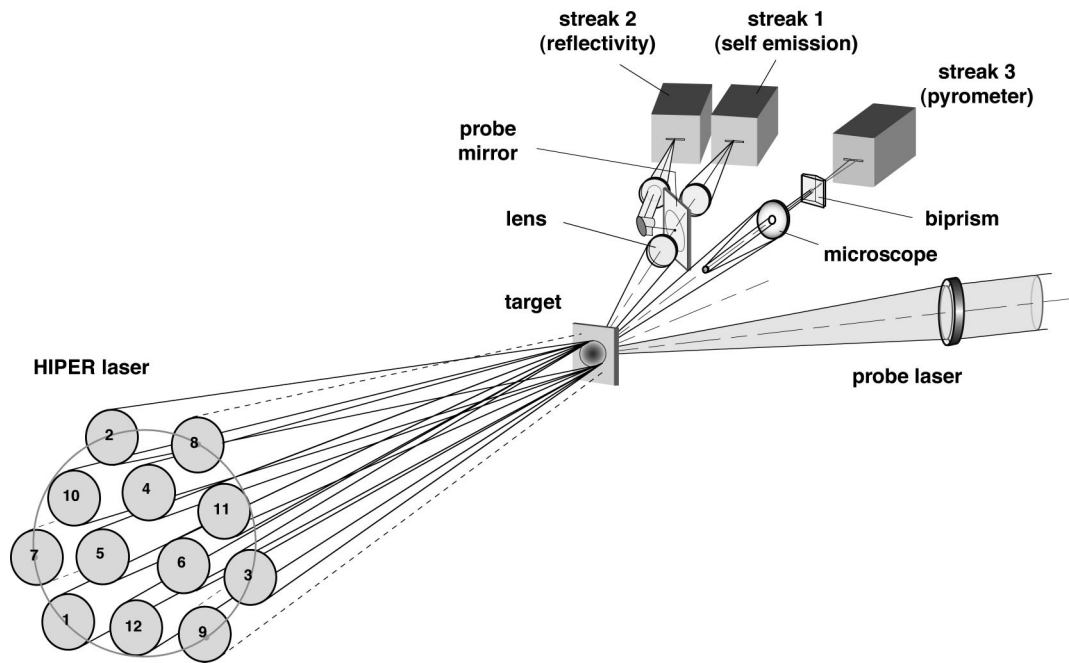 streak 2
(reflectivity)
streak 1
(self emission)
streak 3
(pyrometer)
probe
mirror
lens
biprism
microscope
target
HIPER laser
probe laser
2
8
10
4
11
7
5
6
3
1
12
9